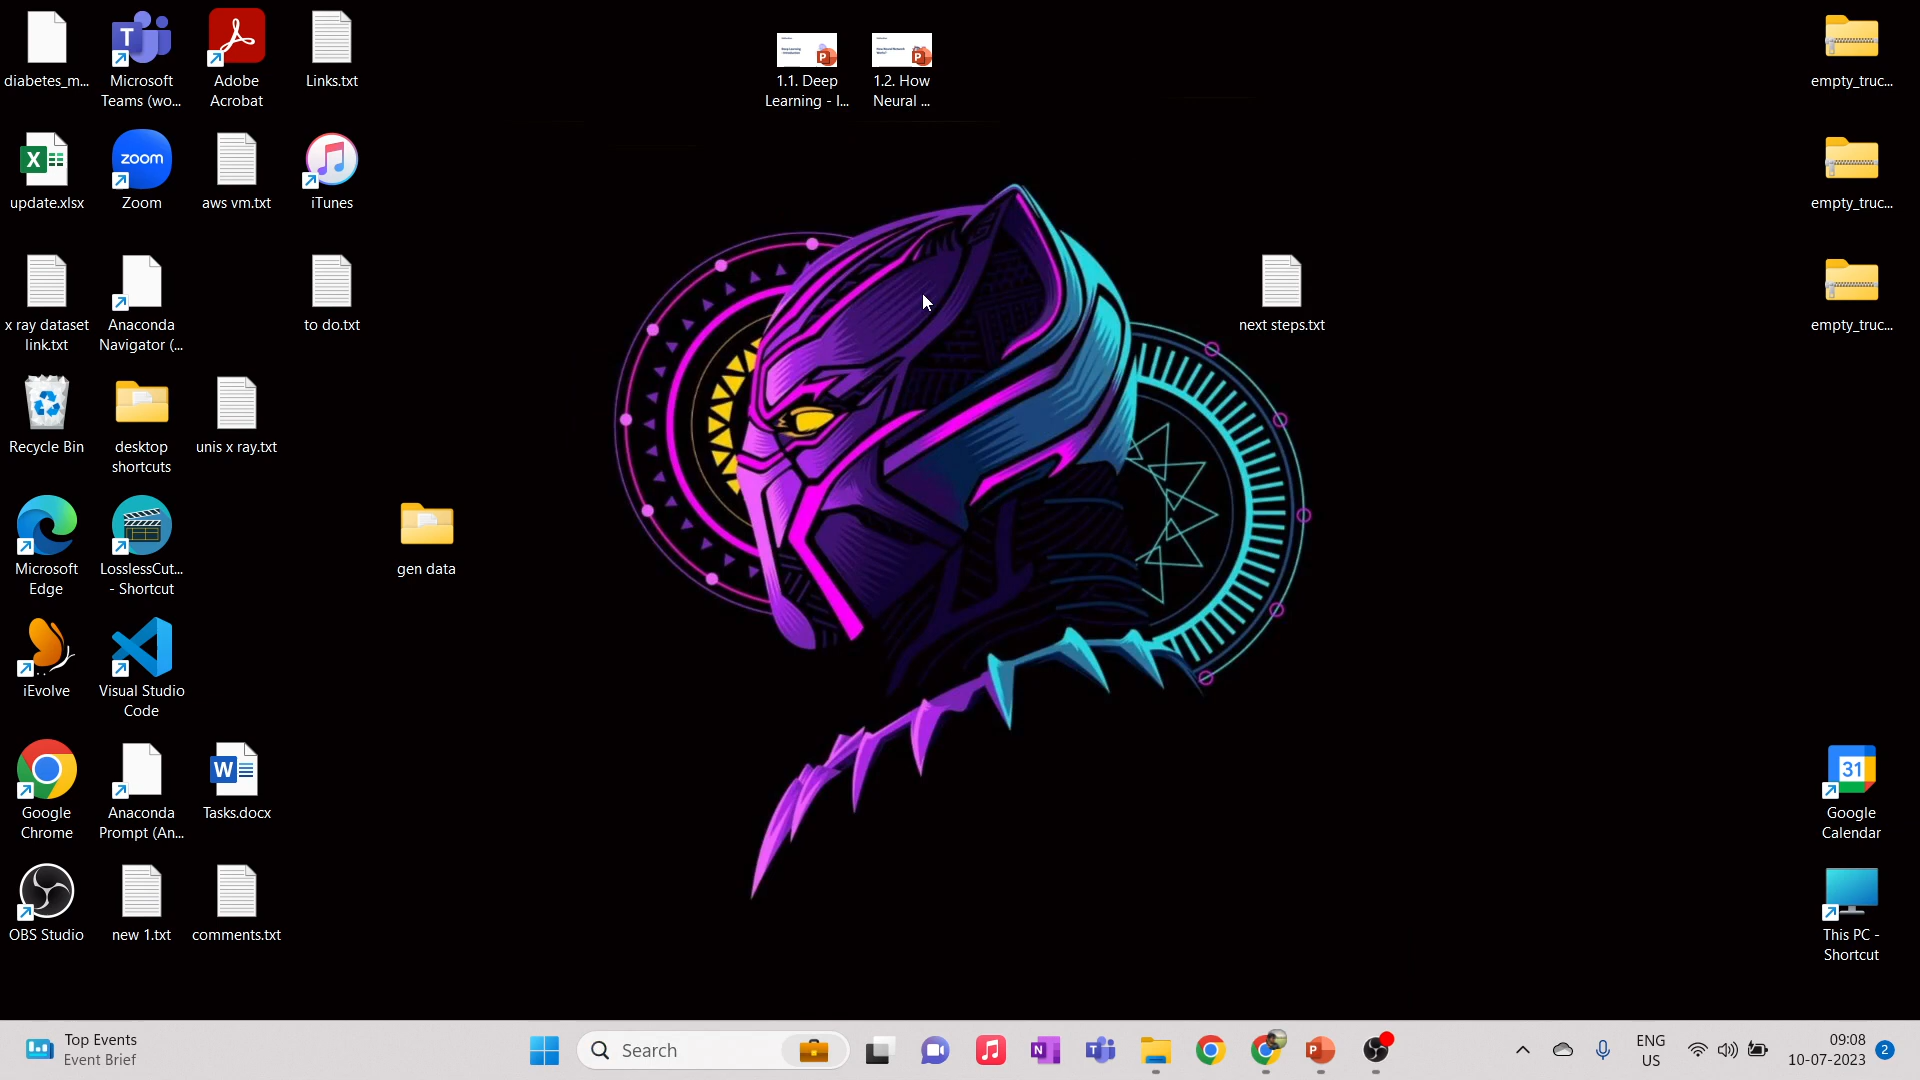 diabetes_m...
Microsoft
Teams (wo...
Adobe
Acrobat
Links.txt
1.1. Deep
Learning - I...
1.2. How
Neural ...
empty_truc...
update.xlsx
zoom
Zoom
aws vm.txt
iTunes
empty_truc...
x ray dataset
link.txt
Anaconda
Navigator (...
to do.txt
next steps.txt
empty_truc...
Recycle Bin
desktop
shortcuts
unis x ray.txt
Microsoft
Edge
LosslessCut...
- Shortcut
gen data
iEvolve
Visual Studio
Code
Google
Chrome
Anaconda
Prompt (An...
Tasks.docx
31
Google
Calendar
OBS Studio
new 1.txt
comments.txt
This PC -
Shortcut
Top Events
Event Brief
Search
ENG
US
09:08
10-07-2023
2